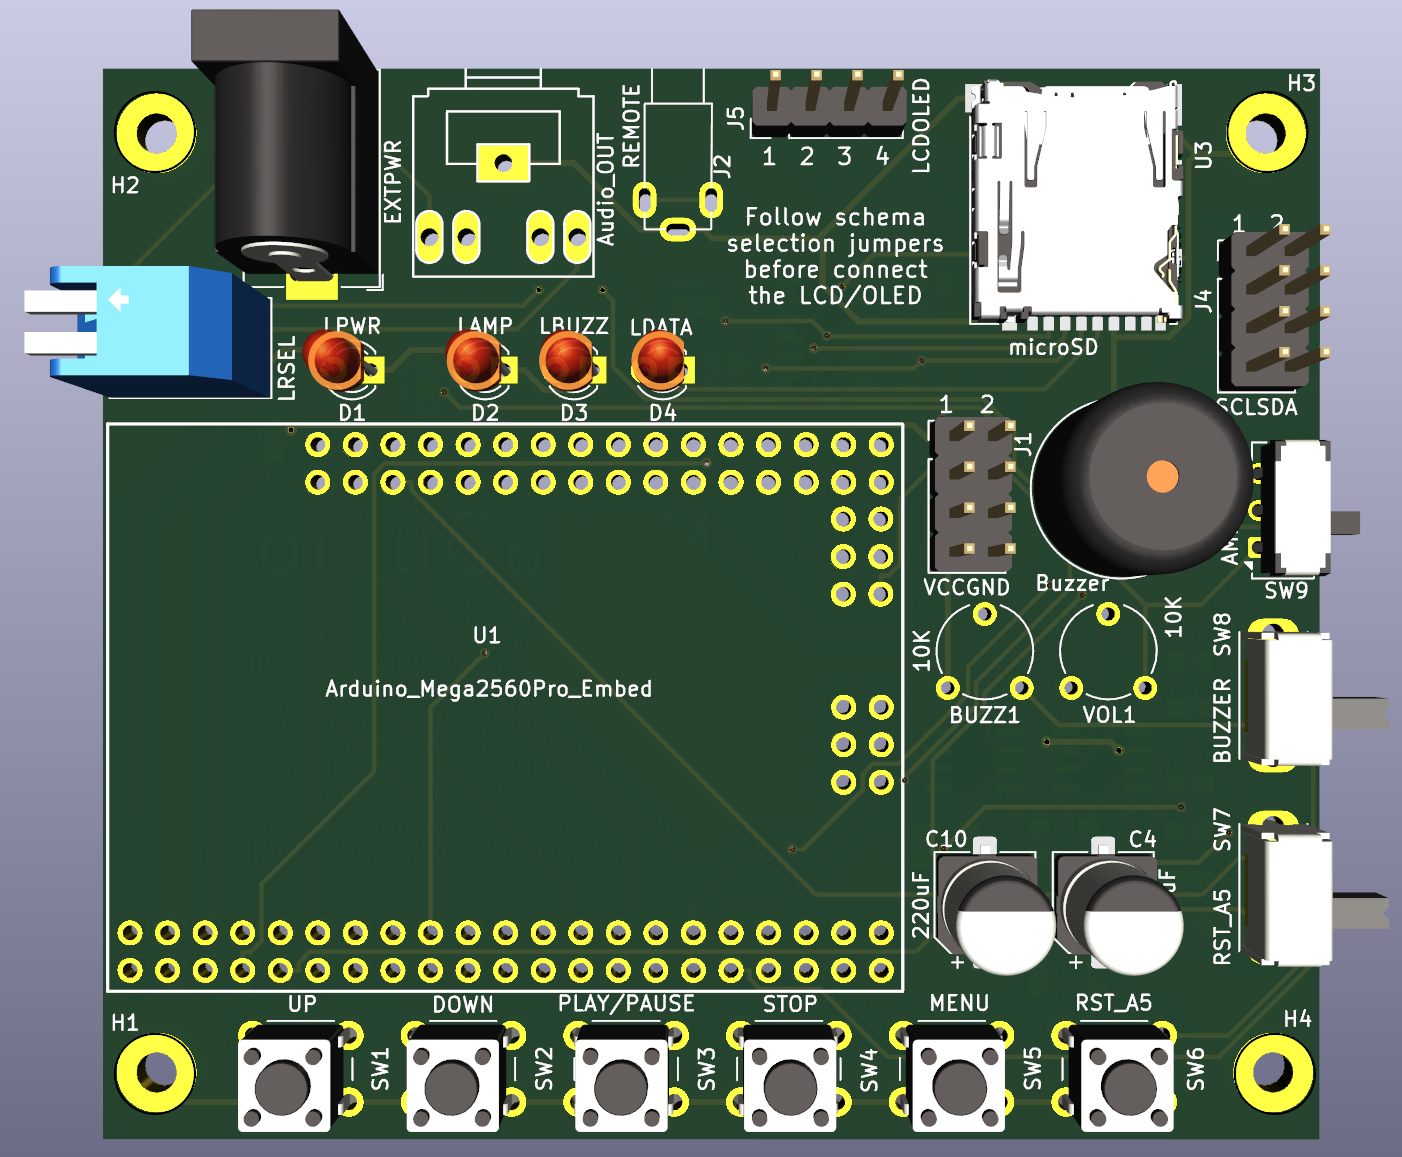 H3
H2
EXTPWR
Audio_OUT
REMOTE
J2
J5
1 2 3 4
LCDOLED
U3
Follow schema
selection jumpers
before connect
the LCD/OLED
microSD
1 2
J4
SCLSDA
LRSEL
LPWR
LAMP
LBUZZ
LDATA
D1
D2
D3
D4
1 2
J1
VCCGND
Buzzer
AM
SW9
U1
Arduino_Mega2560Pro_Embed
10K
BUZZ1
10K
VOL1
SW8
BUZZER
SW7
RST_A5
C10
220uF
+
C4
uF
+
UP
DOWN
PLAY/PAUSE
STOP
MENU
RST_A5
H1
H4
SW1
SW2
SW3
SW4
SW5
SW6